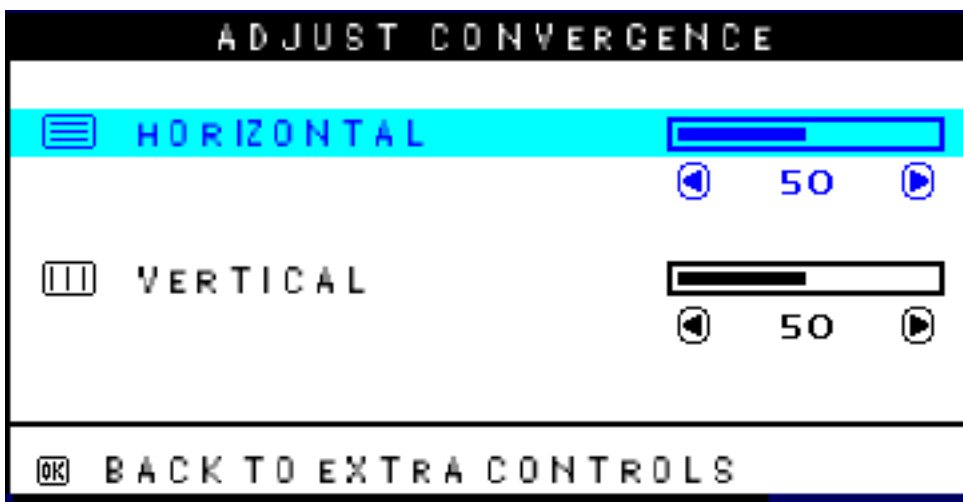 ADJUST CONVERGENCE
HORIZONTAL
50
VERTICAL
50
OK BACK TO EXTRA CONTROLS